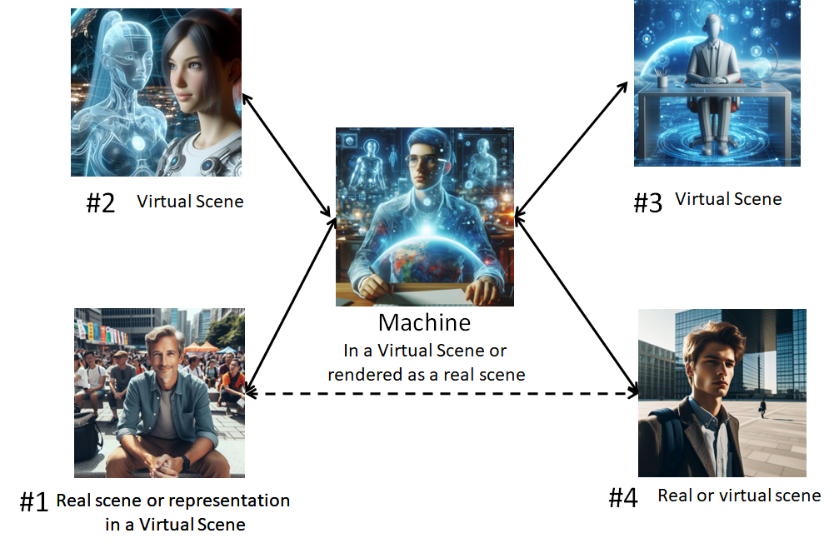 #2 Virtual Scene
#3 Virtual Scene
Machine
In a Virtual Scene or
rendered as a real scene
#1 Real scene or representation
in a Virtual Scene
#4 Real or virtual scene